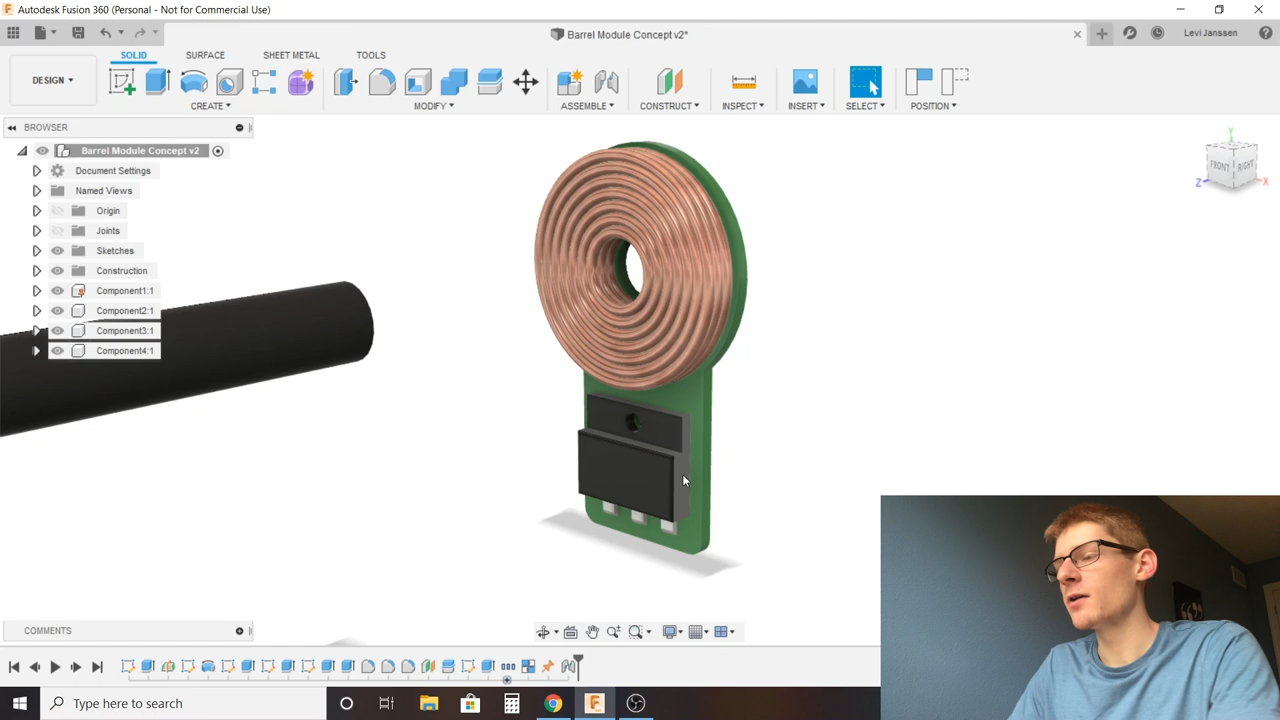 Autodesk Fusion 360 (Personal - Not for Commercial Use)
Barrel Module Concept v2*
Levi Janssen
SOLID
SURFACE
SHEET METAL
TOOLS
DESIGN
CREATE
MODIFY
ASSEMBLE
CONSTRUCT
INSPECT
INSERT
SELECT
POSITION
BROWSER
Barrel Module Concept v2
Document Settings
Named Views
Origin
Joints
Sketches
Construction
Component1:1
Component2:1
Component3:1
Component4:1
Y
FRONT
RIGHT
Z
X
COMMENTS
Type here to search